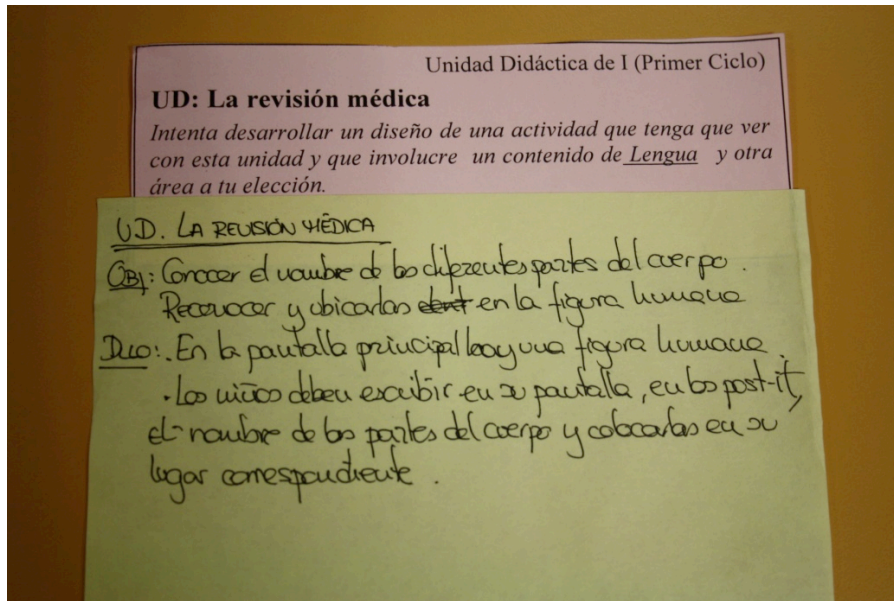 Unidad Didáctica de I (Primer Ciclo)
UD: La revisión médica
Intenta desarrollar un diseño de una actividad que tenga que ver
con esta unidad y que involucre un contenido de Lengua y otra
área a tu elección.
UD. LA REVISIÓN MÉDICA
OBJ: Conocer el nombre de las diferentes partes del cuerpo.
Reconocer y ubicarlas en la figura humana
Dllo: . En la pantalla principal hay una figura humana.
. Los niños deben escribir en su pantalla, en los post-it,
el nombre de las partes del cuerpo y colocarlas en su
lugar correspondiente.